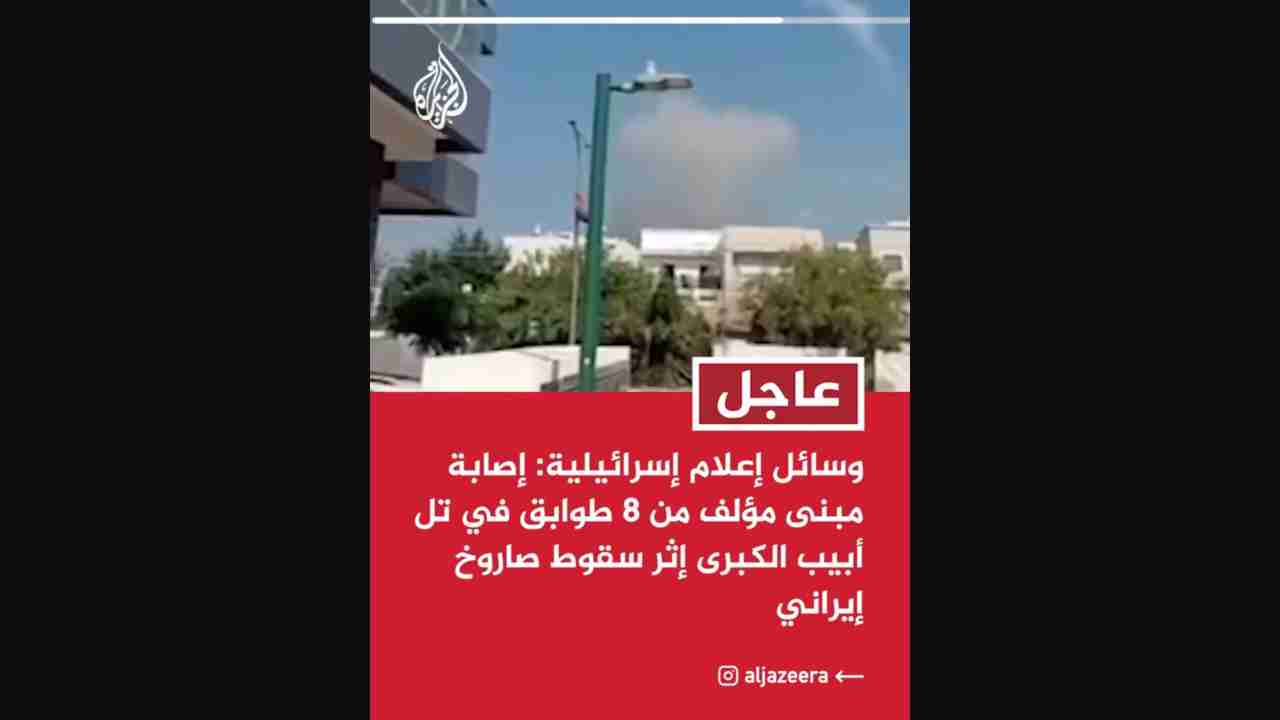 الجزيرة
عاجل
وسائل إعلام إسرائيلية: إصابة
مبنى مؤلف من 8 طوابق في تل
أبيب الكبرى إثر سقوط صاروخ
إيراني
aljazeera